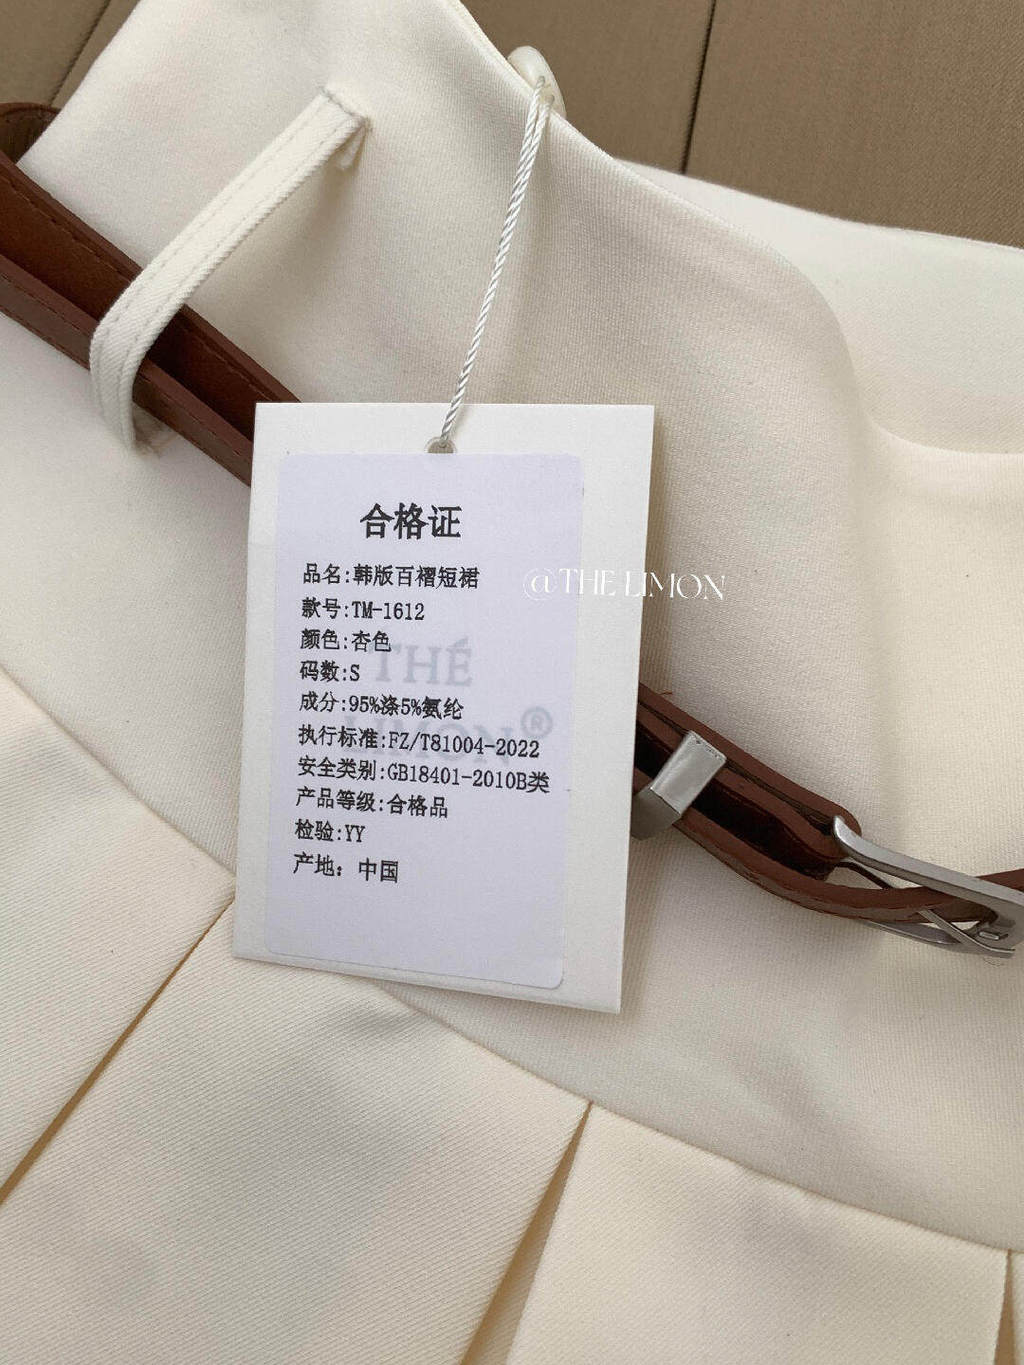 合格证
品名:韩版百褶短裙
款号:TM-1612
颜色:杏色
码数:S
成分:95%涤5%氨纶
执行标准:FZ/T81004-2022
安全类别:GB18401-2010B类
产品等级:合格品
检验:YY
产地: 中国
THÉ
LIMON®
@THE LIMON